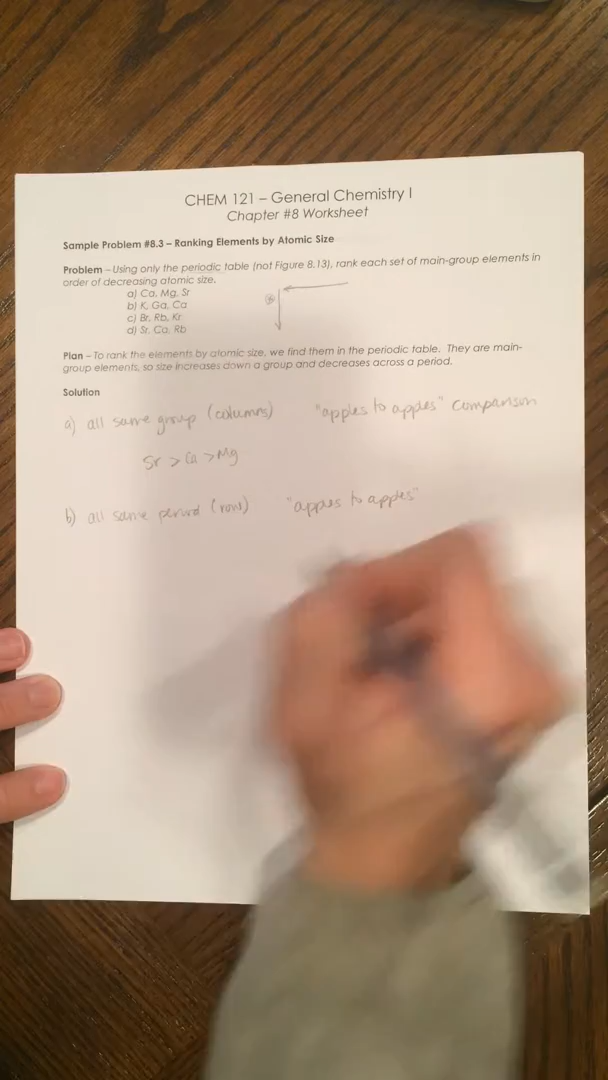 CHEM 121 – General Chemistry I
Chapter #8 Worksheet
Sample Problem #8.3 – Ranking Elements by Atomic Size
Problem – Using only the periodic table (not Figure 8.13), rank each set of main-group elements in
order of decreasing atomic size.
a) Ca, Mg, Sr
b) K, Ga, Ca
c) Br, Rb, Kr
d) Sr, Ca, Rb
Plan – To rank the elements by atomic size, we find them in the periodic table. They are main-
group elements, so size increases down a group and decreases across a period.
Solution
a) all same group (columns) "apples to apples" comparison
Sr > Ca > Mg
b) all same period (row) "apples to apples"